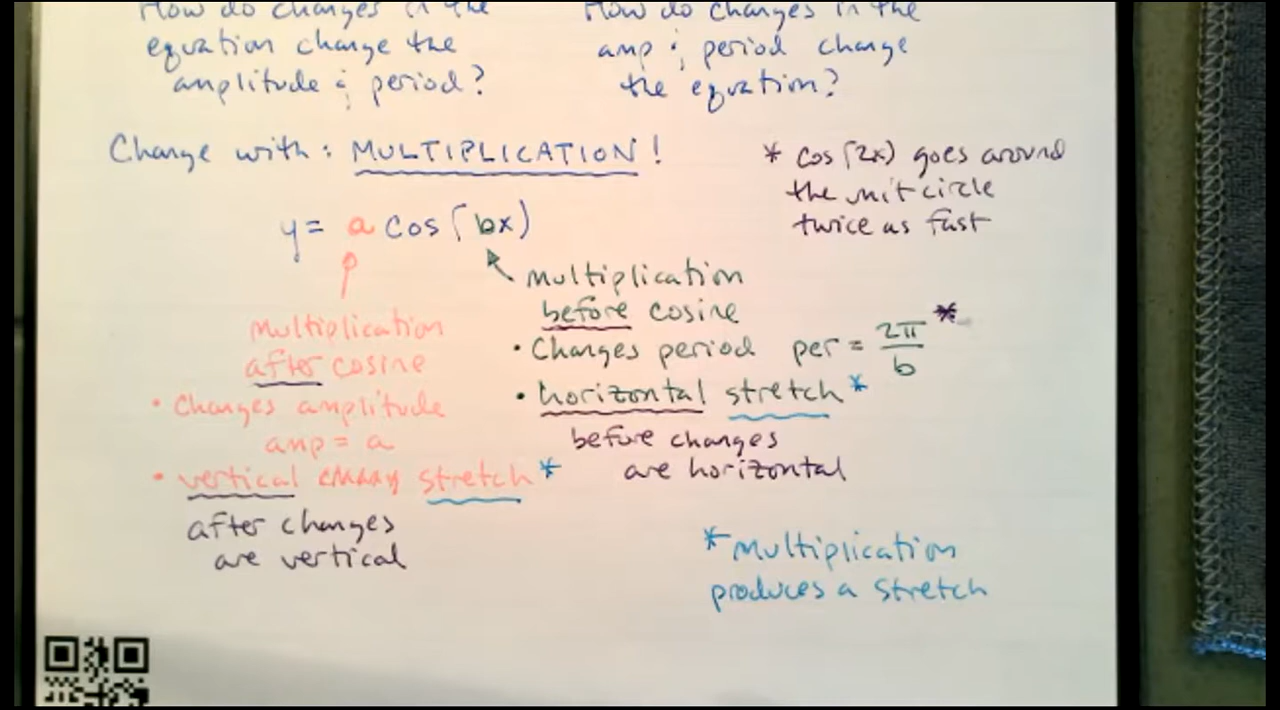 How do changes in the
equation change the
amplitude & period?
How do changes in the
amp & period change
the equation?
Change with: MULTIPLICATION!
* cos(2x) goes around
the unit circle
twice as fast
y = a cos(bx)
multiplication
before cosine
• Changes period per = 2π/b *
• horizontal stretch *
before changes
are horizontal
multiplication
after cosine
• Changes amplitude
amp = a
• vertical stretch *
after changes
are vertical
* multiplication
produces a stretch